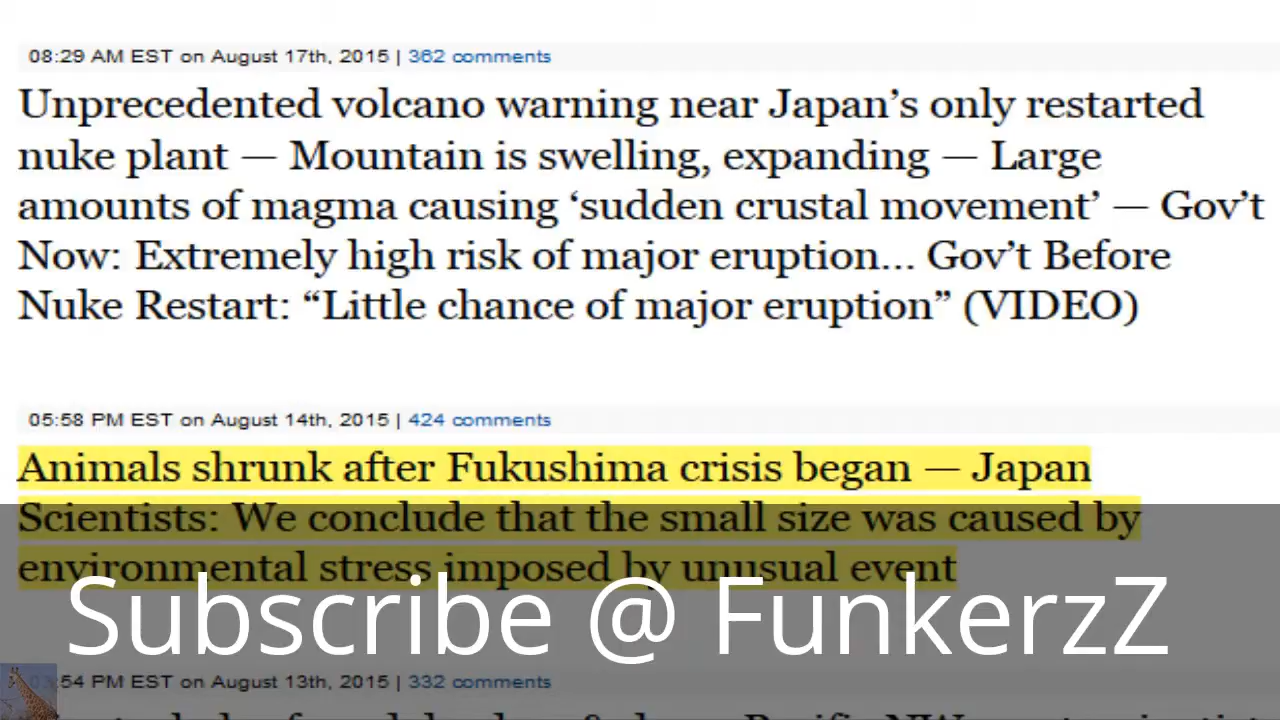 08:29 AM EST on August 17th, 2015 | 362 comments
Unprecedented volcano warning near Japan’s only restarted
nuke plant — Mountain is swelling, expanding — Large
amounts of magma causing ‘sudden crustal movement’ — Gov’t
Now: Extremely high risk of major eruption... Gov’t Before
Nuke Restart: “Little chance of major eruption” (VIDEO)
05:58 PM EST on August 14th, 2015 | 424 comments
Animals shrunk after Fukushima crisis began — Japan
Scientists: We conclude that the small size was caused by
environmental stress imposed by unusual event
Subscribe @ FunkerzZ
:54 PM EST on August 13th, 2015 | 332 comments
Pacific NW